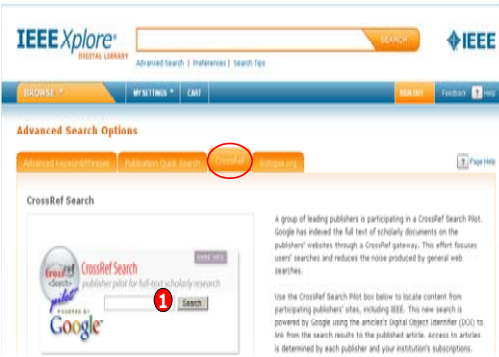 IEEE Xplore®
DIGITAL LIBRARY
SEARCH
IEEE
Advanced Search | Preferences | Search Tips
BROWSE
MY SETTINGS
CART
SIGN OUT
Feedback ? Help
Advanced Search Options
Advanced Keyword/Phrases
Publication Quick Search
CrossRef
Scitopia.org
? Page Help
CrossRef Search
A group of leading publishers is participating in a CrossRef Search Pilot.
Google has indexed the full text of scholarly documents on the
publishers' websites through a CrossRef gateway. This effort focuses
users' searches and reduces the noise produced by general web
searches.
MORE INFO
CrossRef Search
publisher pilot for full-text scholarly research
crossref
<Search>
pilot
1
Search
POWERED BY
Google
Use the CrossRef Search Pilot box below to locate content from
participating publishers' sites, including IEEE. This new search is
powered by Google using the article's Digital Object Identifier (DOI) to
link from the search results to the published article. Access to articles
is determined by each publisher and your institution's subscriptions.